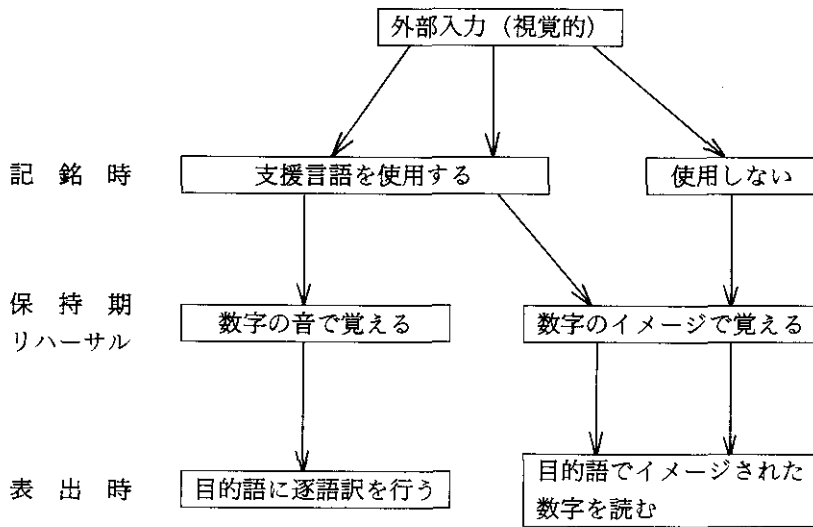 外部入力（視覚的）
記銘時
支援言語を使用する
使用しない
保持期
リハーサル
数字の音で覚える
数字のイメージで覚える
表出時
目的語に逐語訳を行う
目的語でイメージされた
数字を読む